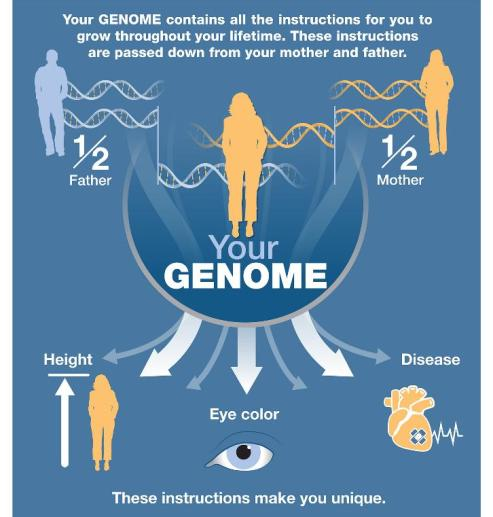 Your GENOME contains all the instructions for you to
grow throughout your lifetime. These instructions
are passed down from your mother and father.
1/2
Father
1/2
Mother
Your
GENOME
Height
Disease
Eye color
These instructions make you unique.